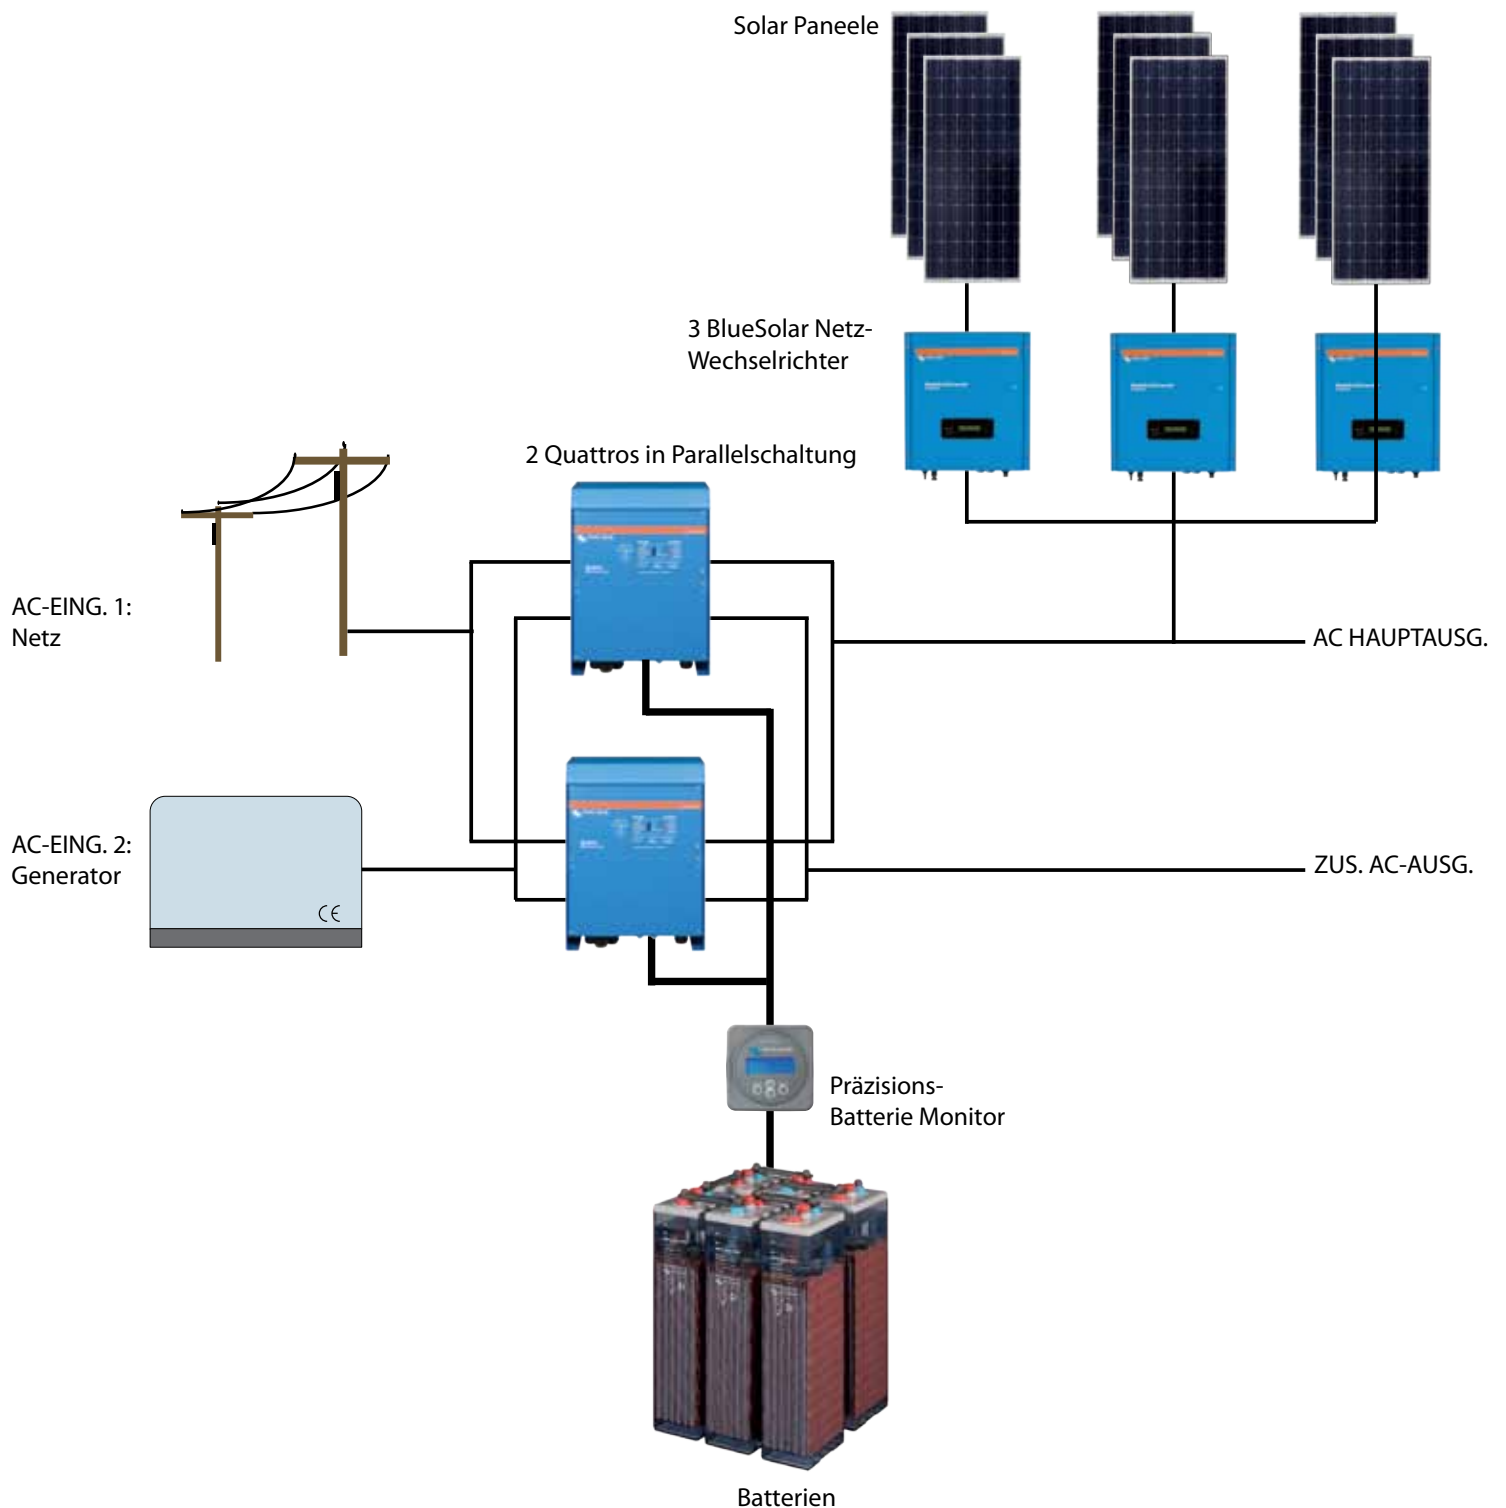 Solar Paneele
3 BlueSolar Netz-
Wechselrichter
2 Quattros in Parallelschaltung
AC-EING. 1:
Netz
AC HAUPTAUSG.
AC-EING. 2:
Generator
CE
ZUS. AC-AUSG.
Präzisions-
Batterie Monitor
Batterien